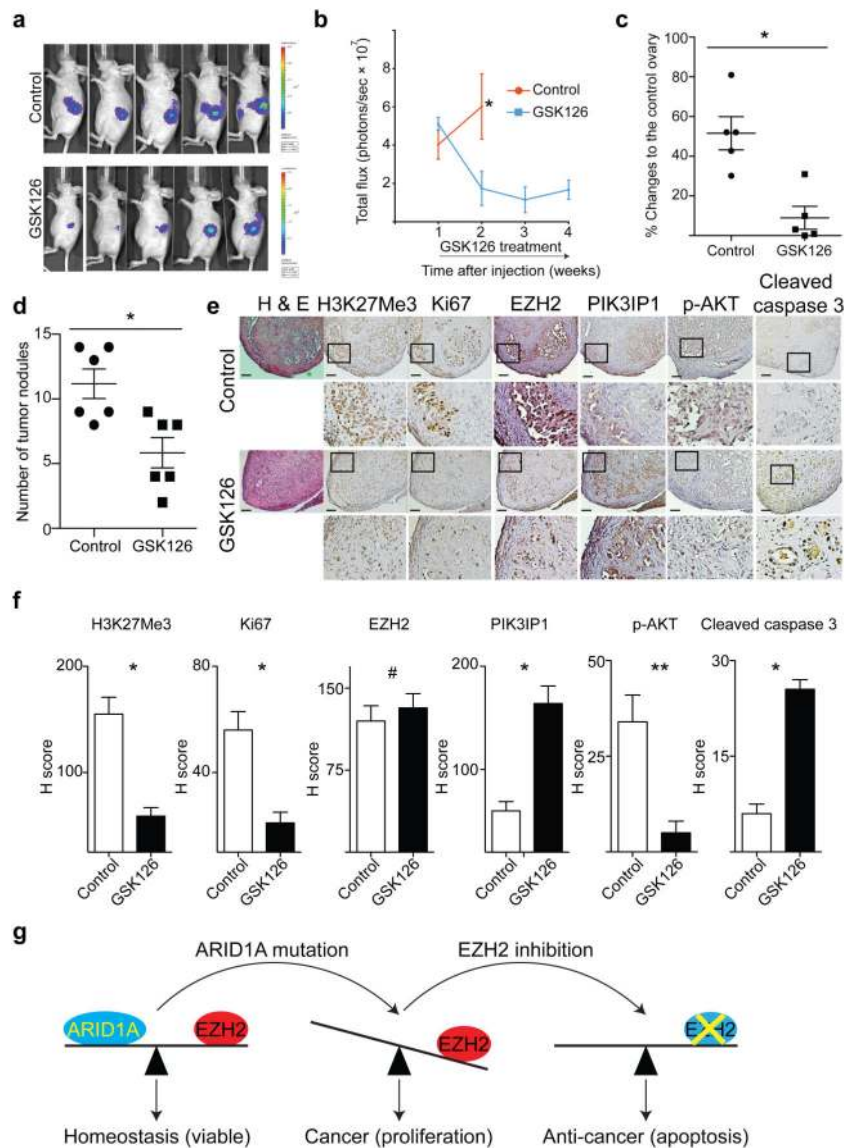 a
Control
GSK126
b
Total flux (photons/sec × 10⁷)
8
6
4
2
1 2 3 4
Control
*
GSK126
GSK126 treatment
Time after injection (weeks)
c
% Changes to the control ovary
100
80
60
40
20
0
*
Control GSK126
d
Number of tumor nodules
15
10
5
0
*
Control GSK126
e
H & E H3K27Me3 Ki67 EZH2 PIK3IP1 p-AKT Cleaved caspase 3
Control
GSK126
f
H3K27Me3 Ki67 EZH2 PIK3IP1 p-AKT Cleaved caspase 3
H score
200
100
*
Control
GSK126
H score
80
40
*
Control
GSK126
H score
150
75
#
Control
GSK126
H score
200
100
*
Control
GSK126
H score
50
25
**
Control
GSK126
H score
30
15
*
Control
GSK126
g
ARID1A mutation EZH2 inhibition
ARID1A EZH2 EZH2 EZH2
Homeostasis (viable) Cancer (proliferation) Anti-cancer (apoptosis)